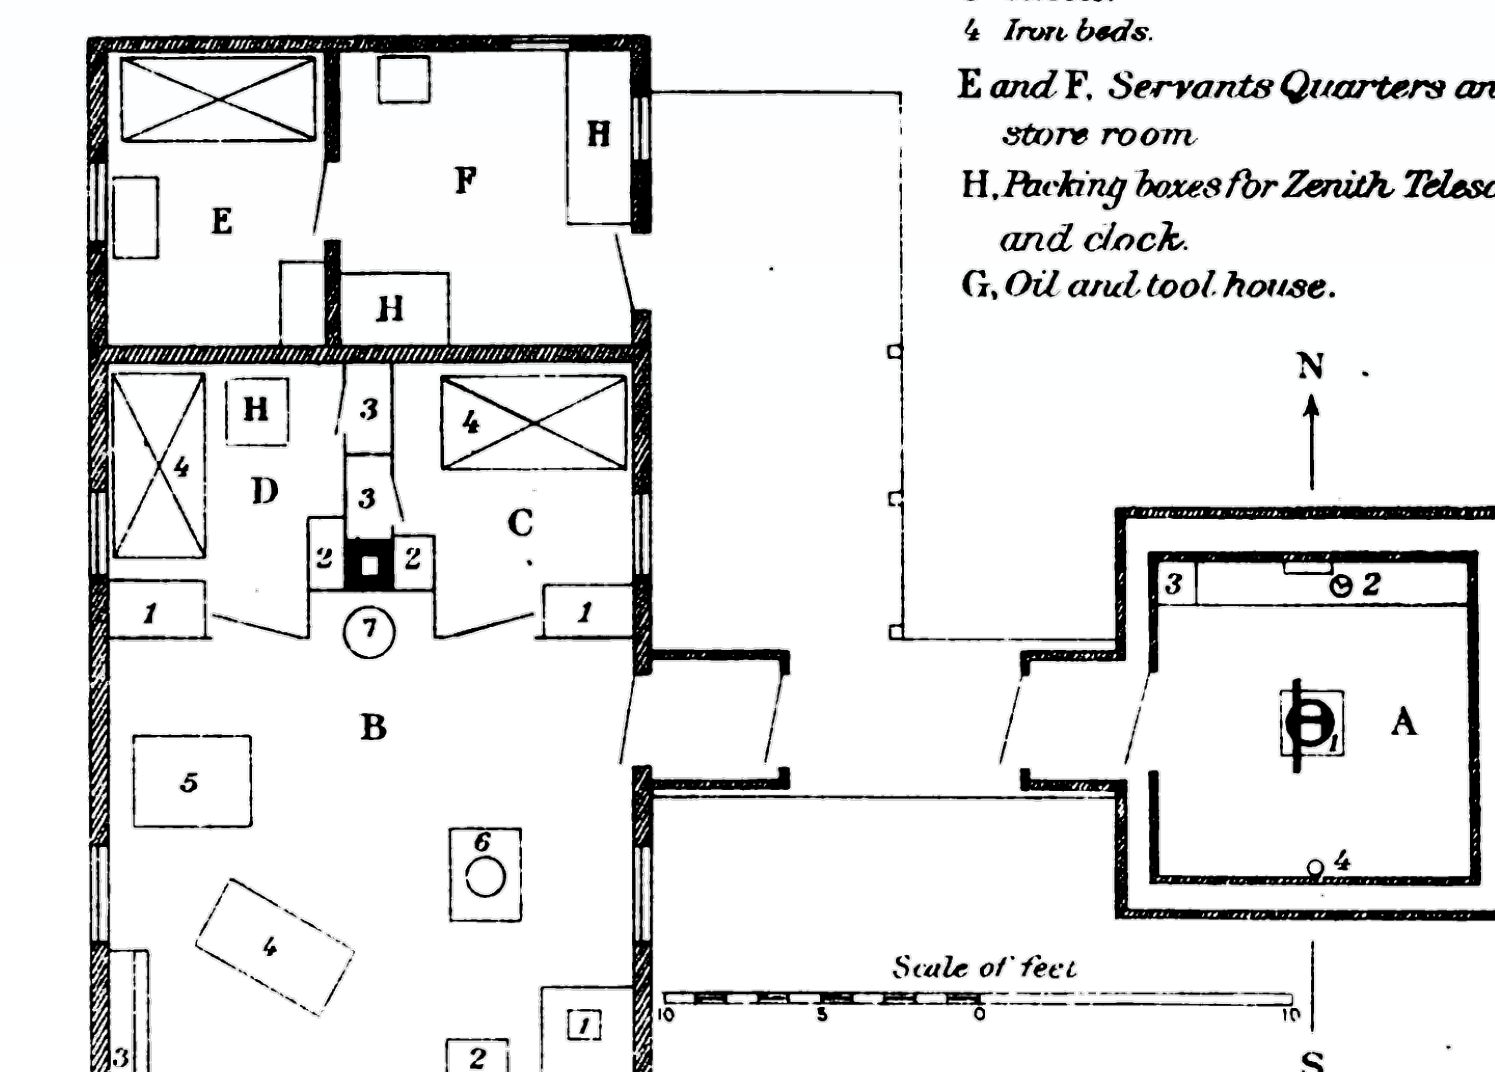 4 Iron beds.
E and F, Servants Quarters an
store room
H, Packing boxes for Zenith Telesc
and clock.
G, Oil and tool house.
N
E
F
H
H
4
H
D
3
3
4
C
2
2
1
7
1
B
5
6
4
3
2
1
3
2
1
A
4
Scale of feet
10 5 0 10
S